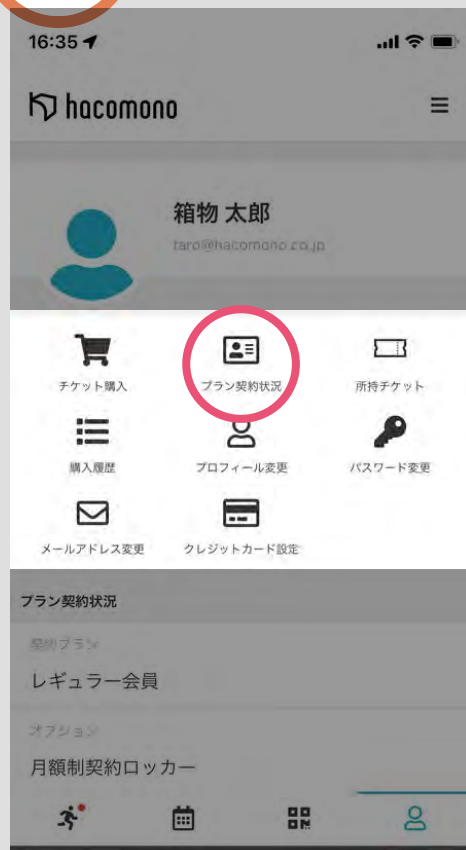 16:35
hacomono
箱物 太郎
taro@hacomono.co.jp
チケット購入
プラン契約状況
所持チケット
購入履歴
プロフィール変更
パスワード変更
メールアドレス変更
クレジットカード設定
プラン契約状況
契約プラン
レギュラー会員
オプション
月額制契約ロッカー